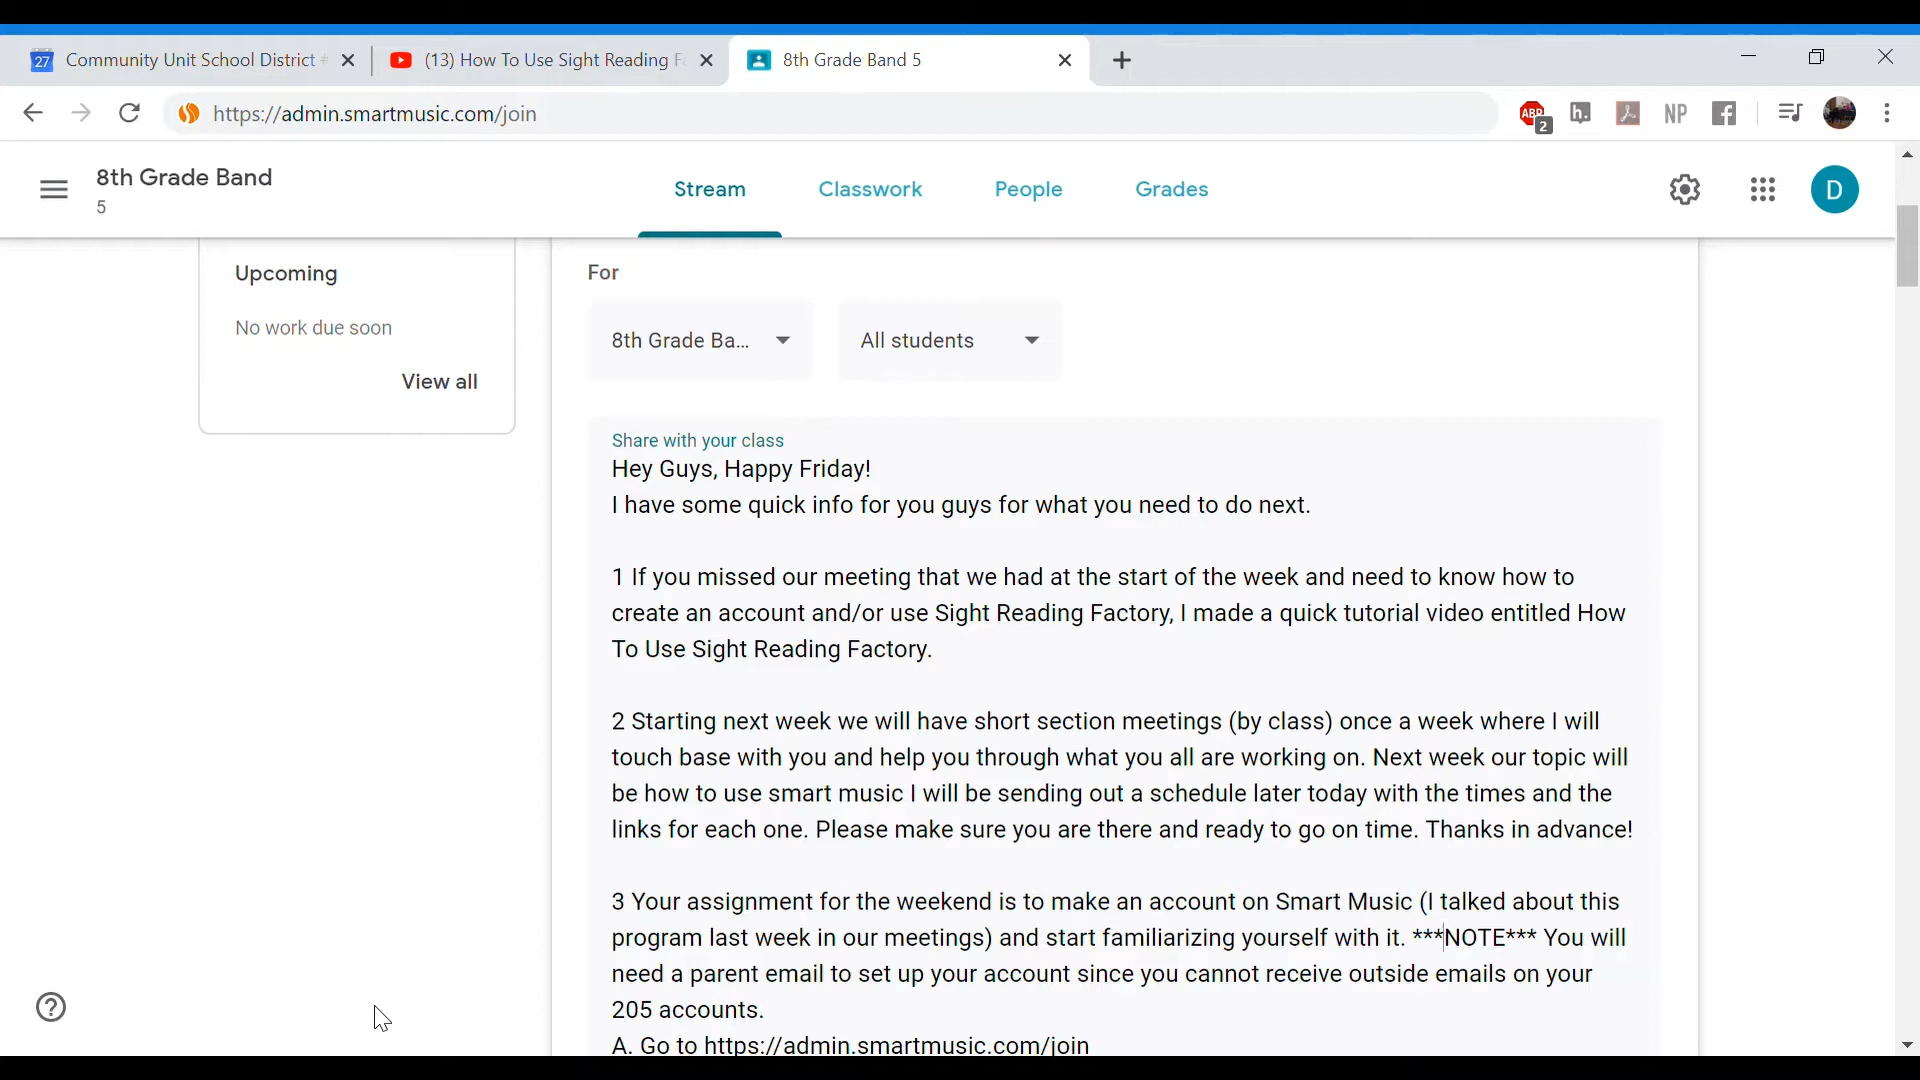 27 Community Unit School District #
(13) How To Use Sight Reading F
8th Grade Band 5
https://admin.smartmusic.com/join
ABP 2 h. NP
8th Grade Band
5
Stream Classwork People Grades
D
Upcoming
No work due soon
View all
For
8th Grade Ba... All students
Share with your class
Hey Guys, Happy Friday!
I have some quick info for you guys for what you need to do next.
1 If you missed our meeting that we had at the start of the week and need to know how to
create an account and/or use Sight Reading Factory, I made a quick tutorial video entitled How
To Use Sight Reading Factory.
2 Starting next week we will have short section meetings (by class) once a week where I will
touch base with you and help you through what you all are working on. Next week our topic will
be how to use smart music I will be sending out a schedule later today with the times and the
links for each one. Please make sure you are there and ready to go on time. Thanks in advance!
3 Your assignment for the weekend is to make an account on Smart Music (I talked about this
program last week in our meetings) and start familiarizing yourself with it. ***NOTE*** You will
need a parent email to set up your account since you cannot receive outside emails on your
205 accounts.
A. Go to https://admin.smartmusic.com/join